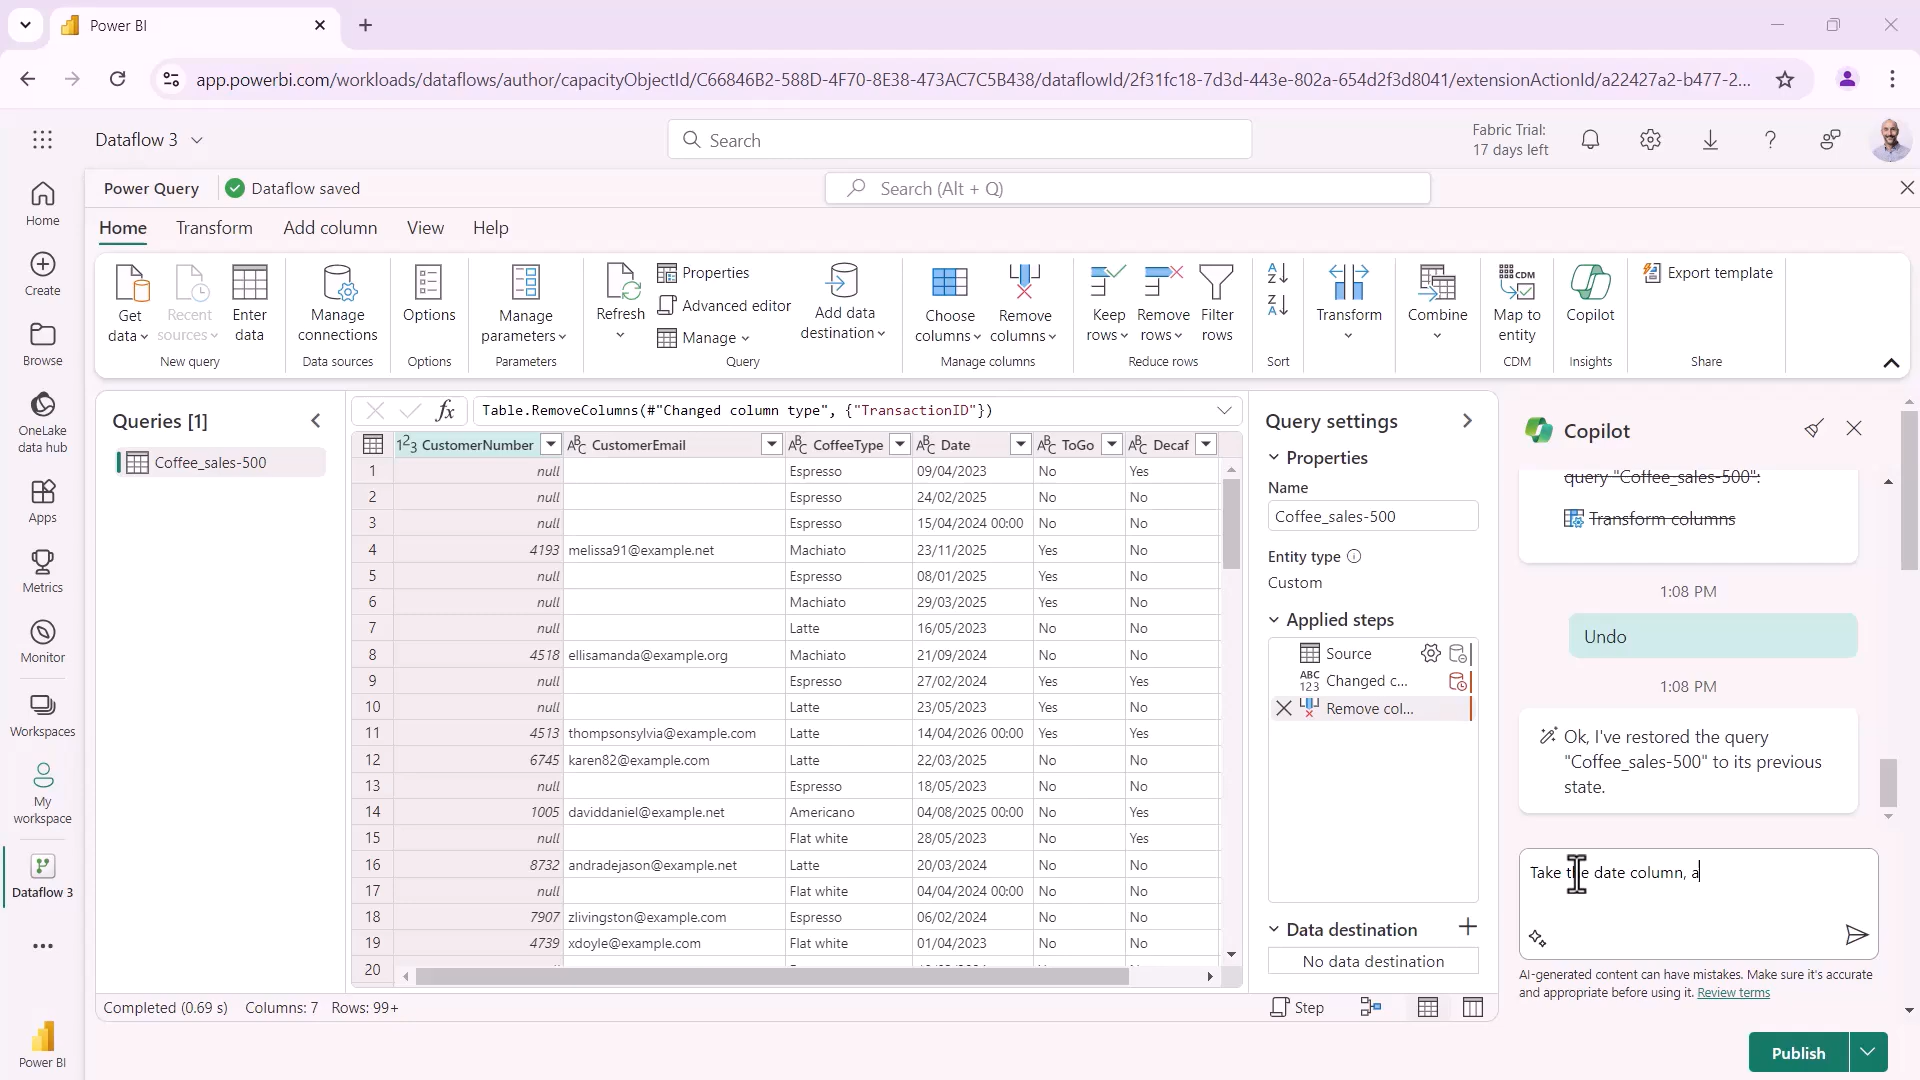 Power BI
app.powerbi.com/workloads/dataflows/author/capacityObjectId/C66846B2-588D-4F70-8E38-473AC7C5B438/dataflowId/2f31fc18-7d3d-443e-802a-654d2f3d8041/extensionActionId/a22427a2-b477-2...
Dataflow 3
Search
Fabric Trial:
17 days left
Power Query
Dataflow saved
Search (Alt + Q)
Home Transform Add column View Help
Get data
Recent sources
Enter data
New query
Manage connections
Data sources
Options
Options
Manage parameters
Parameters
Refresh
Properties
Advanced editor
Manage
Add data destination
Query
Choose columns
Remove columns
Manage columns
Keep rows
Remove rows
Filter rows
Reduce rows
Sort
Transform
Combine
Map to entity
CDM
Copilot
Insights
Export template
Share
Home
Create
Browse
OneLake data hub
Apps
Metrics
Monitor
Workspaces
My workspace
Dataflow 3
Power BI
Queries [1]
Coffee_sales-500
fx Table.RemoveColumns(#"Changed column type", {"TransactionID"})
CustomerNumber CustomerEmail CoffeeType Date ToGo Decaf
1 null Espresso 09/04/2023 No Yes
2 null Espresso 24/02/2025 No No
3 null Espresso 15/04/2024 00:00 No No
4 4193 melissa91@example.net Machiato 23/11/2025 Yes No
5 null Espresso 08/01/2025 Yes No
6 null Machiato 29/03/2025 Yes No
7 null Latte 16/05/2023 No No
8 4518 ellisamanda@example.org Machiato 21/09/2024 No No
9 null Espresso 27/02/2024 Yes Yes
10 null Latte 23/05/2023 Yes No
11 4513 thompsonsylvia@example.com Latte 14/04/2026 00:00 Yes Yes
12 6745 karen82@example.com Latte 22/03/2025 No No
13 null Espresso 18/05/2023 No No
14 1005 daviddaniel@example.net Americano 04/08/2025 00:00 No Yes
15 null Flat white 28/05/2023 No Yes
16 8732 andradejason@example.net Latte 20/03/2024 No No
17 null Flat white 04/04/2024 00:00 No No
18 7907 zlivingston@example.com Espresso 06/02/2024 No No
19 4739 xdoyle@example.com Flat white 01/04/2023 No No
20
Completed (0.69 s) Columns: 7 Rows: 99+
Step
Query settings
Properties
Name
Coffee_sales-500
Entity type
Custom
Applied steps
Source
Changed c...
Remove col...
Data destination
No data destination
Copilot
query "Coffee_sales-500":
Transform columns
1:08 PM
Undo
1:08 PM
Ok, I've restored the query
"Coffee_sales-500" to its previous
state.
Take the date column, a
AI-generated content can have mistakes. Make sure it's accurate
and appropriate before using it. Review terms
Publish